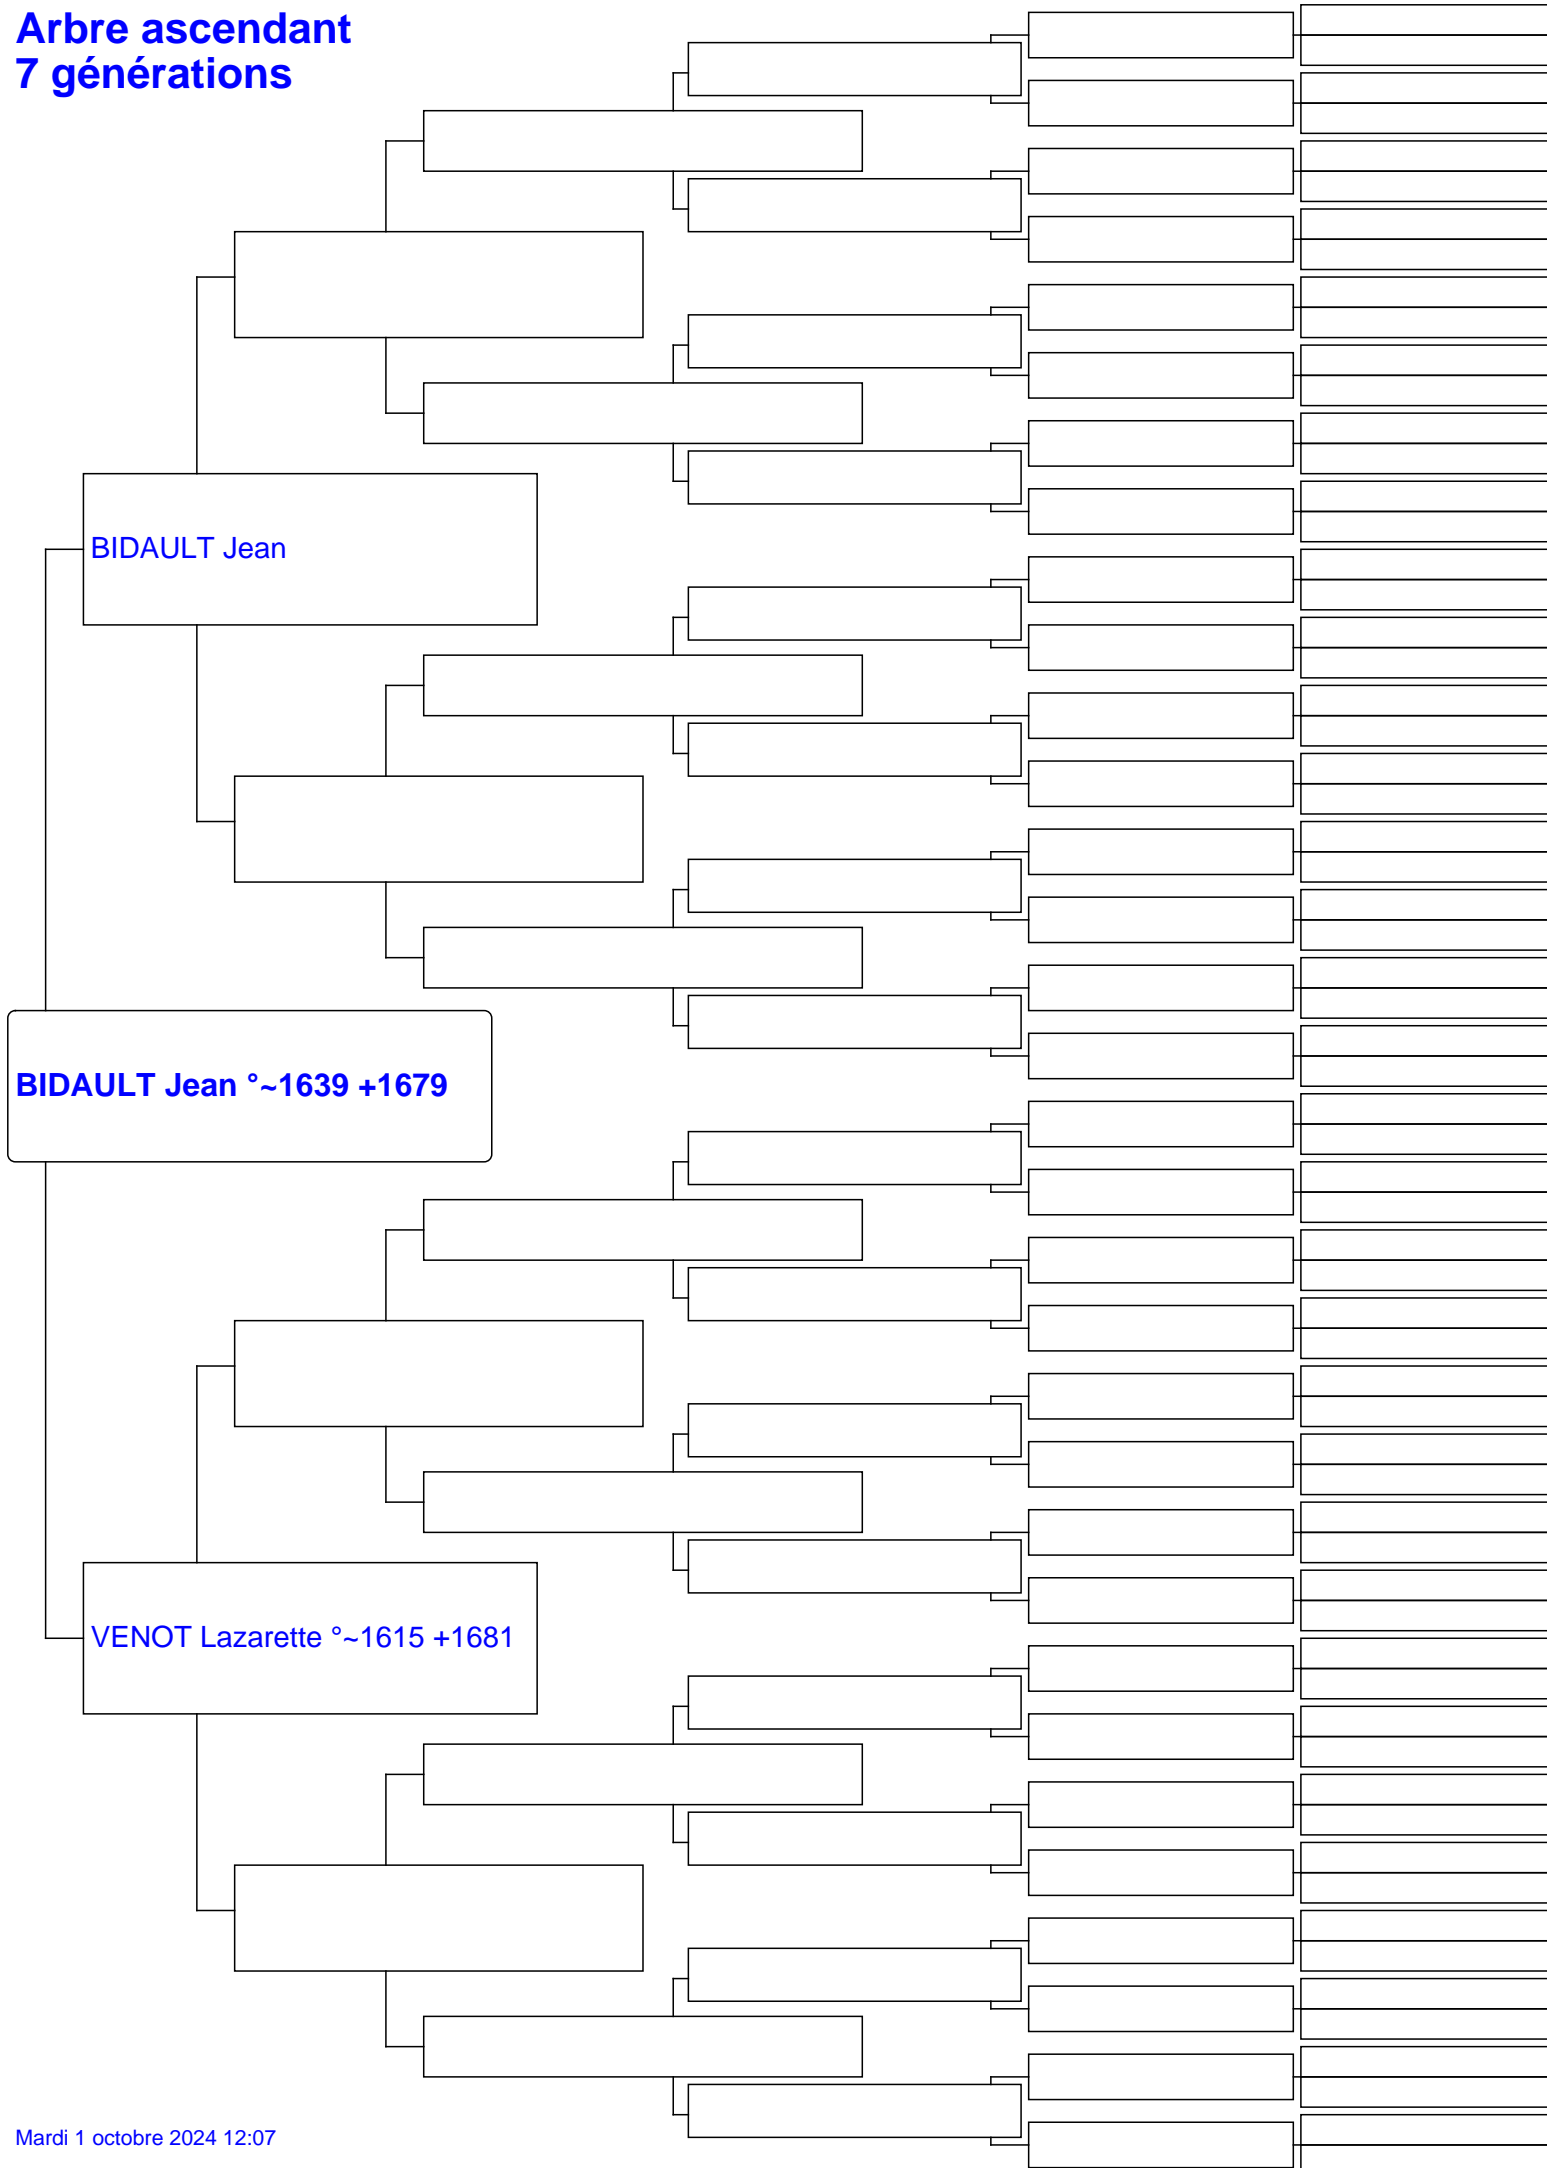 Arbre ascendant
7 générations
BIDAULT Jean
BIDAULT Jean °~1639 +1679
VENOT Lazarette °~1615 +1681
Mardi 1 octobre 2024 12:07